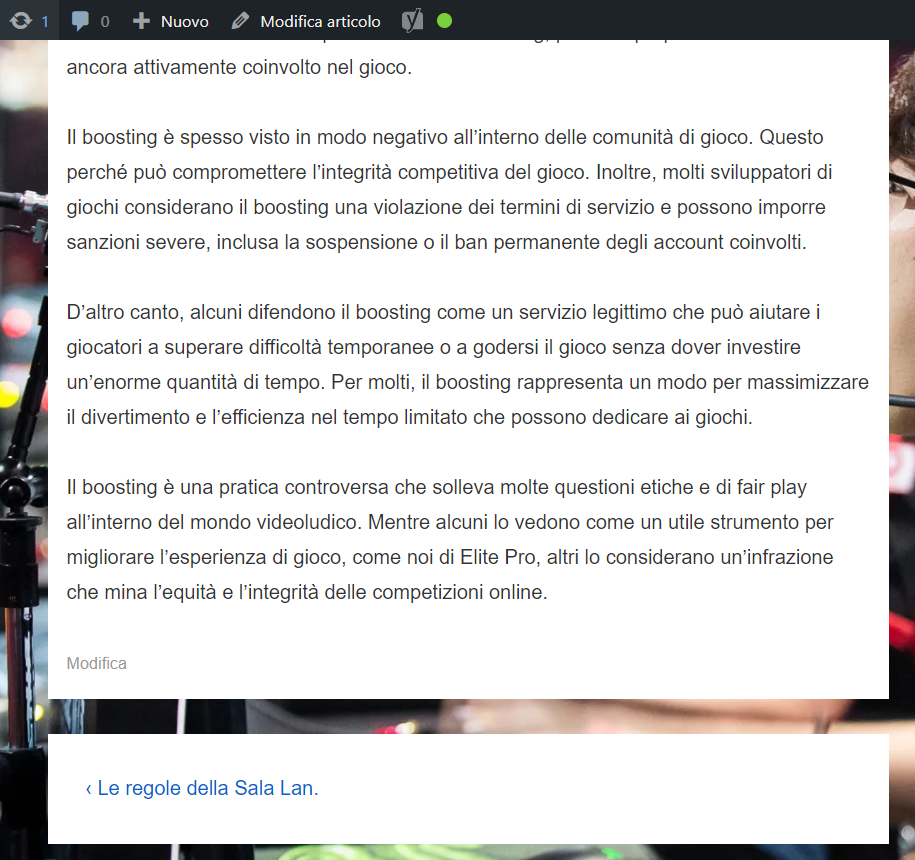 1 0 Nuovo Modifica articolo
ancora attivamente coinvolto nel gioco.
Il boosting è spesso visto in modo negativo all’interno delle comunità di gioco. Questo
perché può compromettere l’integrità competitiva del gioco. Inoltre, molti sviluppatori di
giochi considerano il boosting una violazione dei termini di servizio e possono imporre
sanzioni severe, inclusa la sospensione o il ban permanente degli account coinvolti.
D’altro canto, alcuni difendono il boosting come un servizio legittimo che può aiutare i
giocatori a superare difficoltà temporanee o a godersi il gioco senza dover investire
un’enorme quantità di tempo. Per molti, il boosting rappresenta un modo per massimizzare
il divertimento e l’efficienza nel tempo limitato che possono dedicare ai giochi.
Il boosting è una pratica controversa che solleva molte questioni etiche e di fair play
all’interno del mondo videoludico. Mentre alcuni lo vedono come un utile strumento per
migliorare l’esperienza di gioco, come noi di Elite Pro, altri lo considerano un’infrazione
che mina l’equità e l’integrità delle competizioni online.
Modifica
‹ Le regole della Sala Lan.